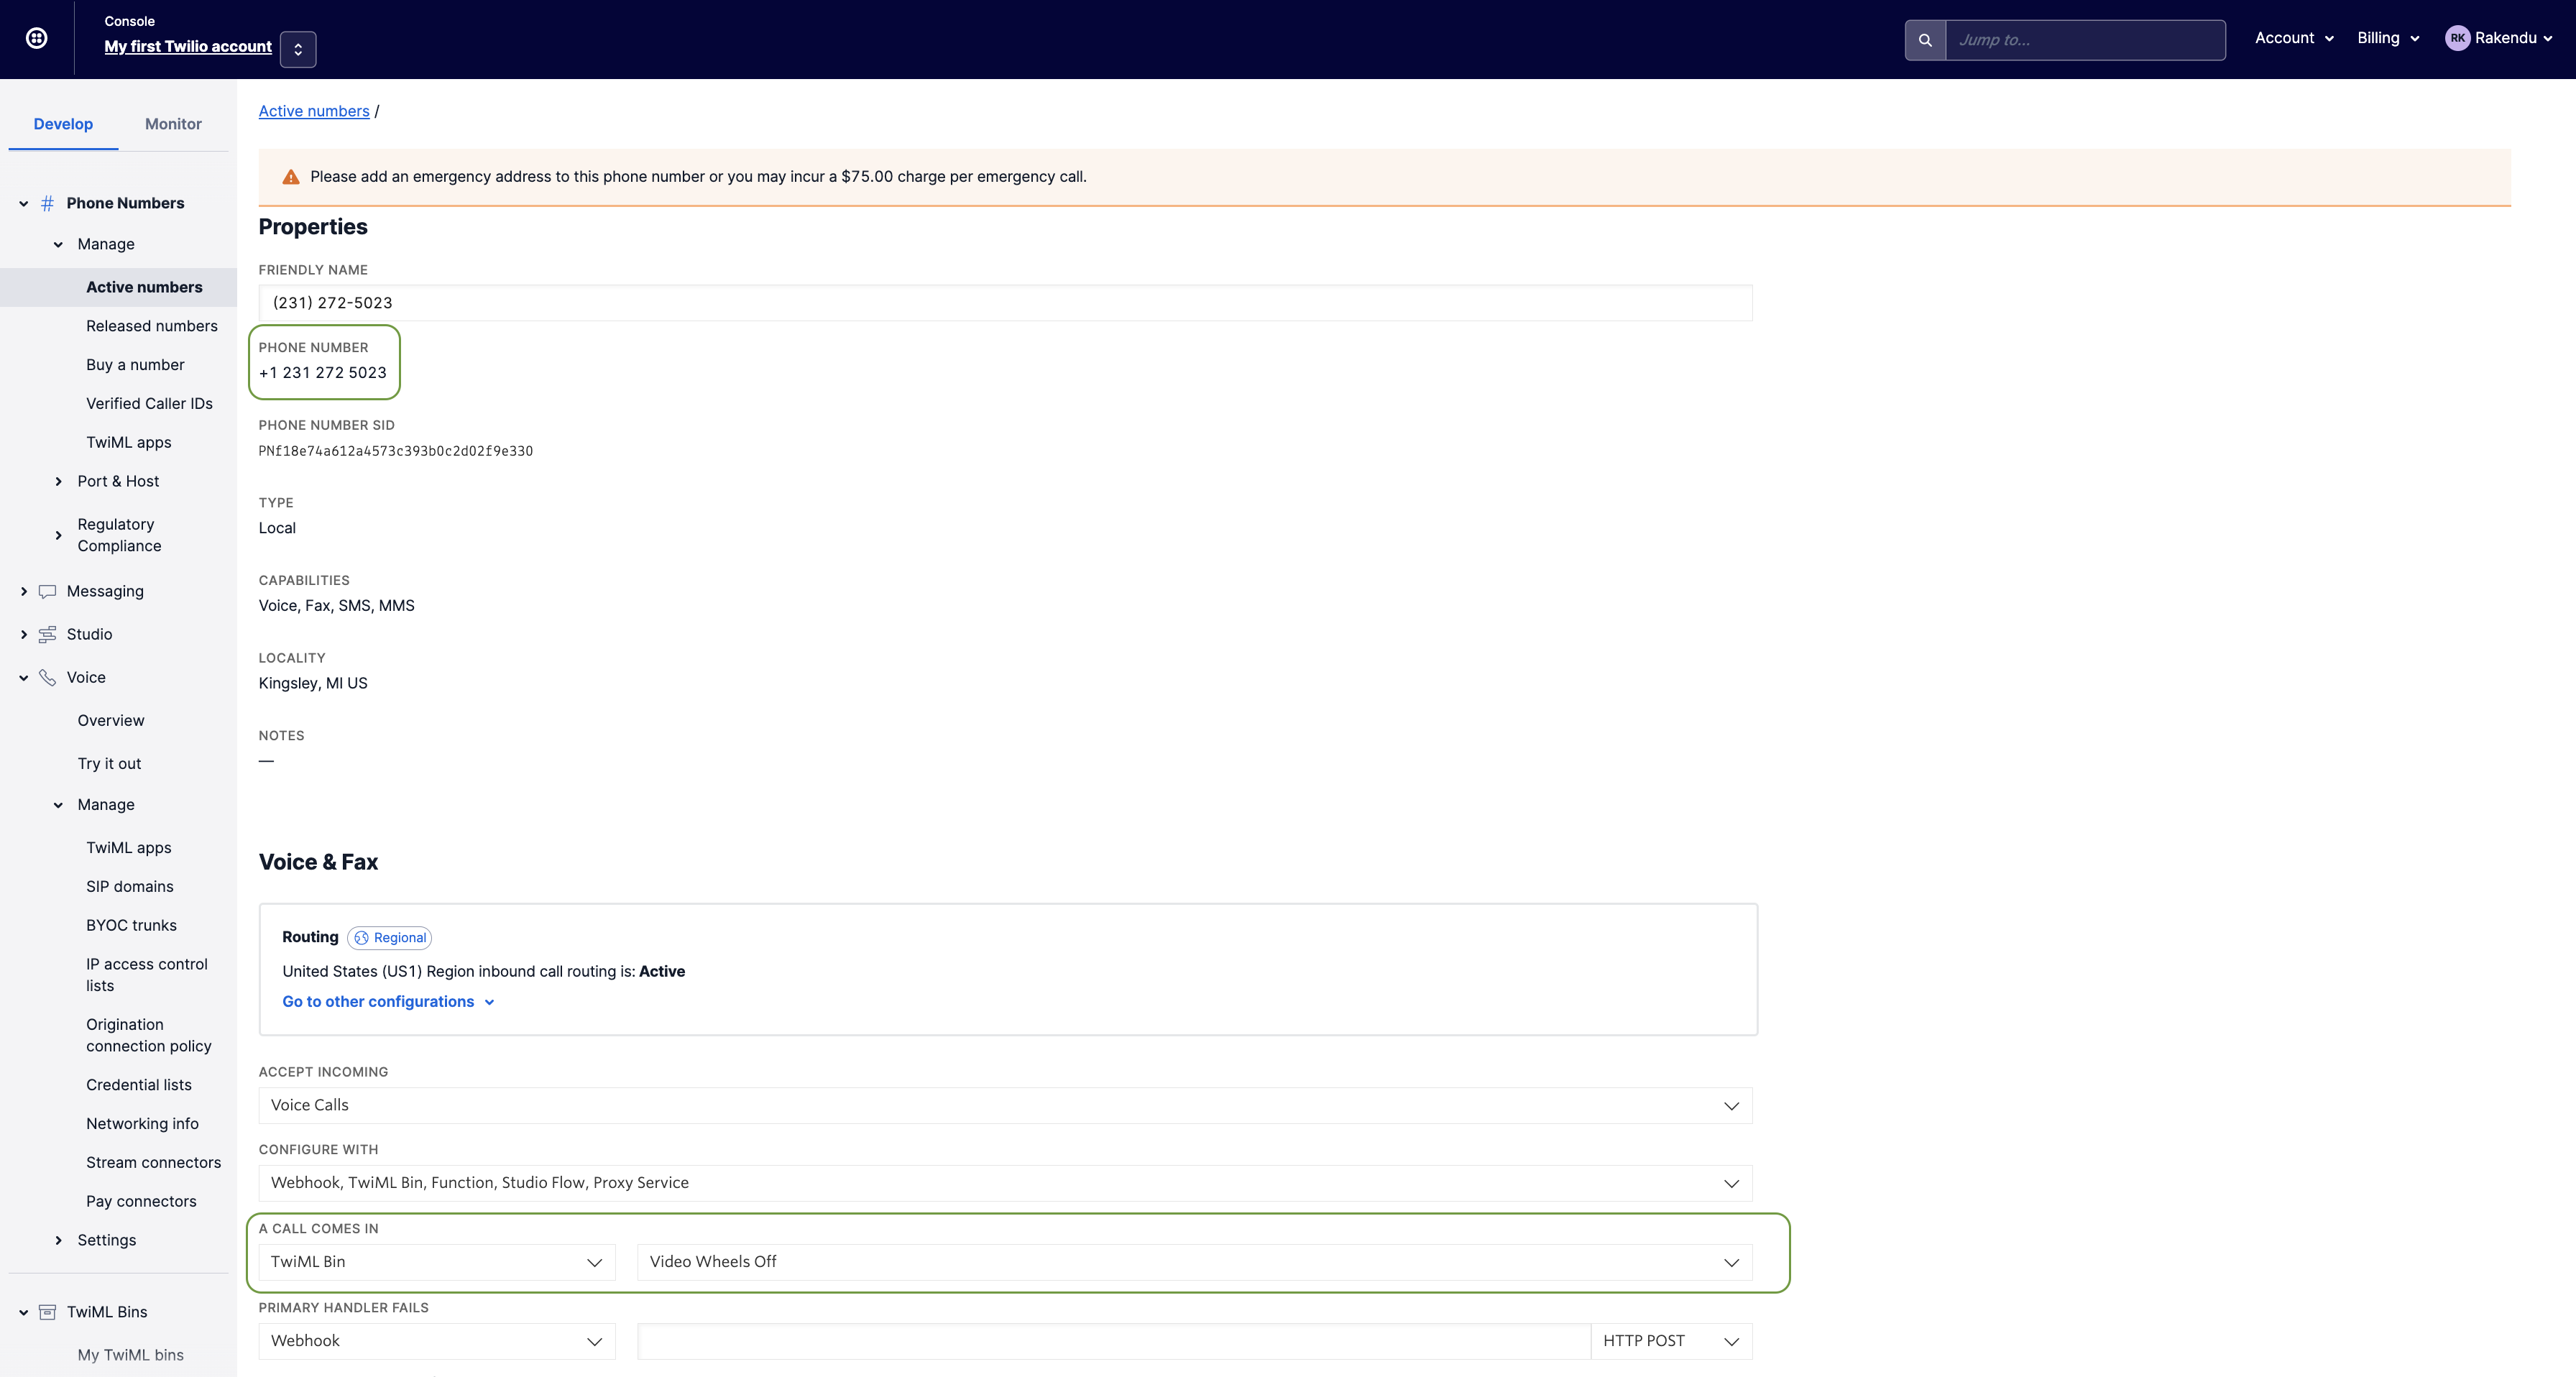 Console
My first Twilio account
Jump to...
Account
Billing
RK Rakendu
Develop
Monitor
Phone Numbers
Manage
Active numbers
Released numbers
Buy a number
Verified Caller IDs
TwiML apps
Port & Host
Regulatory
Compliance
Messaging
Studio
Voice
Overview
Try it out
Manage
TwiML apps
SIP domains
BYOC trunks
IP access control
lists
Origination
connection policy
Credential lists
Networking info
Stream connectors
Pay connectors
Settings
TwiML Bins
My TwiML bins
Active numbers /
Please add an emergency address to this phone number or you may incur a $75.00 charge per emergency call.
Properties
FRIENDLY NAME
(231) 272-5023
PHONE NUMBER
+1 231 272 5023
PHONE NUMBER SID
PNf18e74a612a4573c393b0c2d02f9e330
TYPE
Local
CAPABILITIES
Voice, Fax, SMS, MMS
LOCALITY
Kingsley, MI US
NOTES
—
Voice & Fax
Routing Regional
United States (US1) Region inbound call routing is: Active
Go to other configurations
ACCEPT INCOMING
Voice Calls
CONFIGURE WITH
Webhook, TwiML Bin, Function, Studio Flow, Proxy Service
A CALL COMES IN
TwiML Bin
Video Wheels Off
PRIMARY HANDLER FAILS
Webhook
HTTP POST